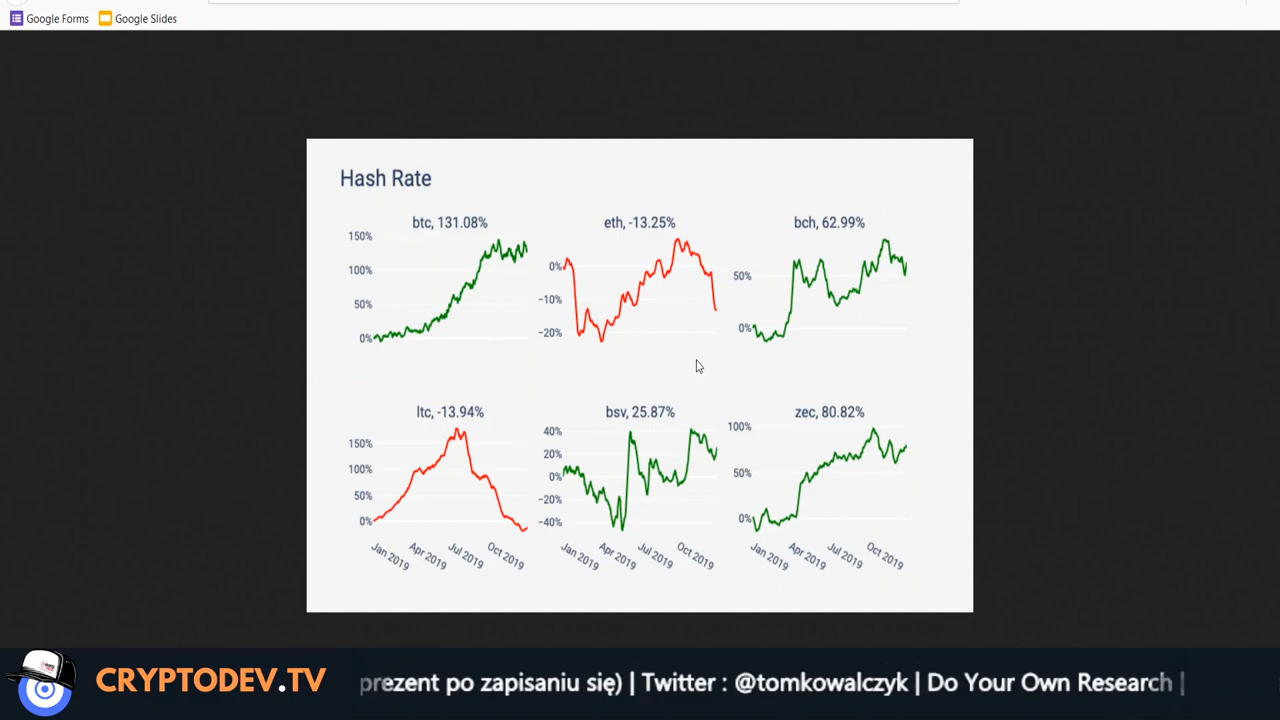 Google Forms
Google Slides
Hash Rate
btc, 131.08%
150%
100%
50%
0%
eth, -13.25%
0%
−10%
−20%
bch, 62.99%
50%
0%
ltc, -13.94%
150%
100%
50%
0%
Jan 2019
Apr 2019
Jul 2019
Oct 2019
bsv, 25.87%
40%
20%
0%
−20%
−40%
Jan 2019
Apr 2019
Jul 2019
Oct 2019
zec, 80.82%
100%
50%
0%
Jan 2019
Apr 2019
Jul 2019
Oct 2019
CRYPTODEV.TV
prezent po zapisaniu się) | Twitter : @tomkowalczyk | Do Your Own Research |